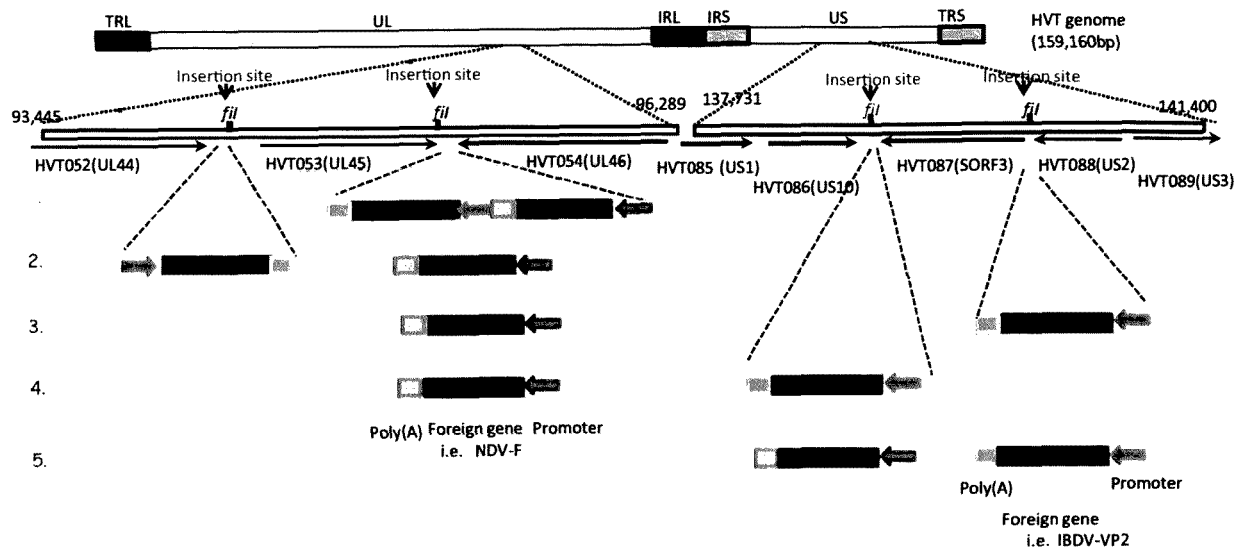 TRL UL IRL IRS US TRS HVT genome
(159,160bp)
Insertion site Insertion site Insertion site Insertion site
93,445 fil fil 96,289 137,731 fil fil 141,400
HVT052(UL44) HVT053(UL45) HVT054(UL46) HVT085 (US1) HVT086(US10) HVT087(SORF3) HVT088(US2) HVT089(US3)
2.
3.
4.
Poly(A) Foreign gene Promoter
i.e. NDV-F
5.
Poly(A) Promoter
Foreign gene
i.e. IBDV-VP2